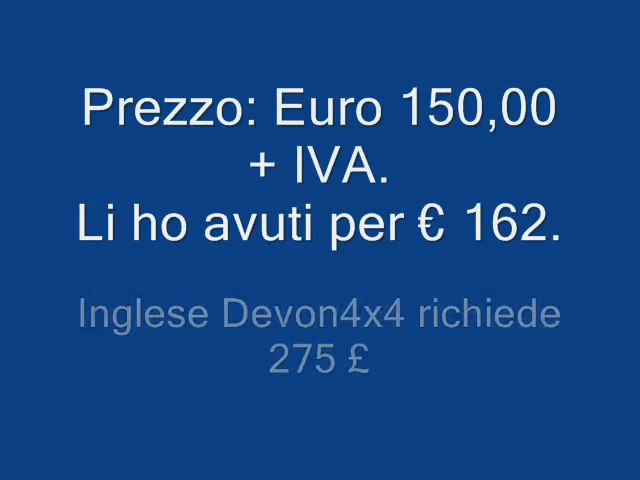 Prezzo: Euro 150,00
+ IVA.
Li ho avuti per € 162.
Inglese Devon4x4 richiede
275 £